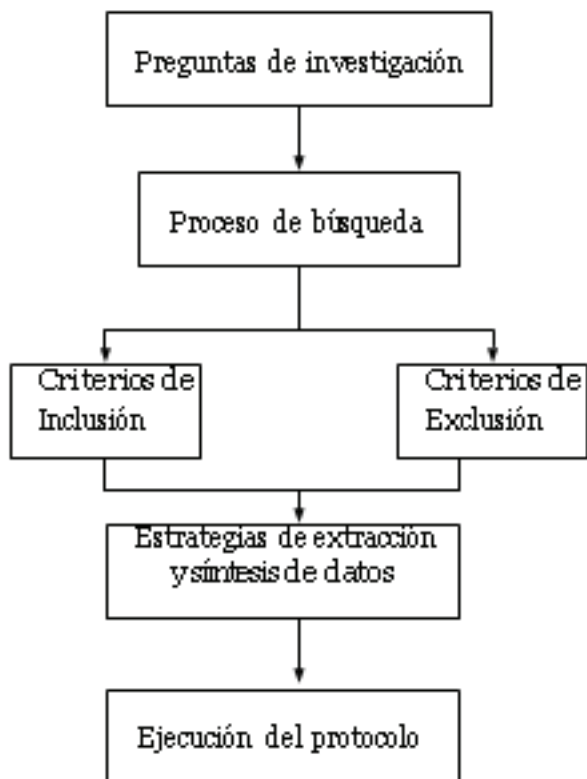 Preguntas de investigación
Proceso de búsqueda
Criterios de
Inclusión
Criterios de
Exclusión
Estrategias de extracción
y síntesis de datos
Ejecución del protocolo